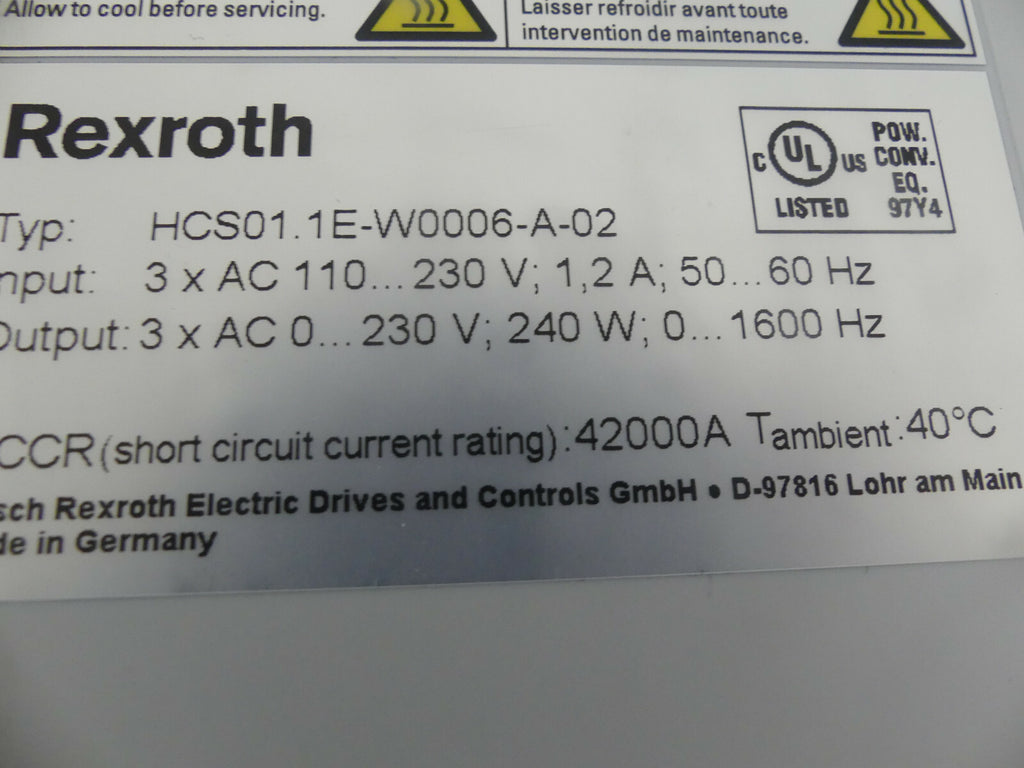 Allow to cool before servicing.
Laisser refroidir avant toute
intervention de maintenance.
Rexroth
C UL US
LISTED
POW.
CONV.
EQ.
97Y4
Typ: HCS01.1E-W0006-A-02
nput: 3 x AC 110...230 V; 1,2 A; 50...60 Hz
Output: 3 x AC 0...230 V; 240 W; 0...1600 Hz
CCR (short circuit current rating):42000A Tambient:40°C
sch Rexroth Electric Drives and Controls GmbH • D-97816 Lohr am Main
de in Germany